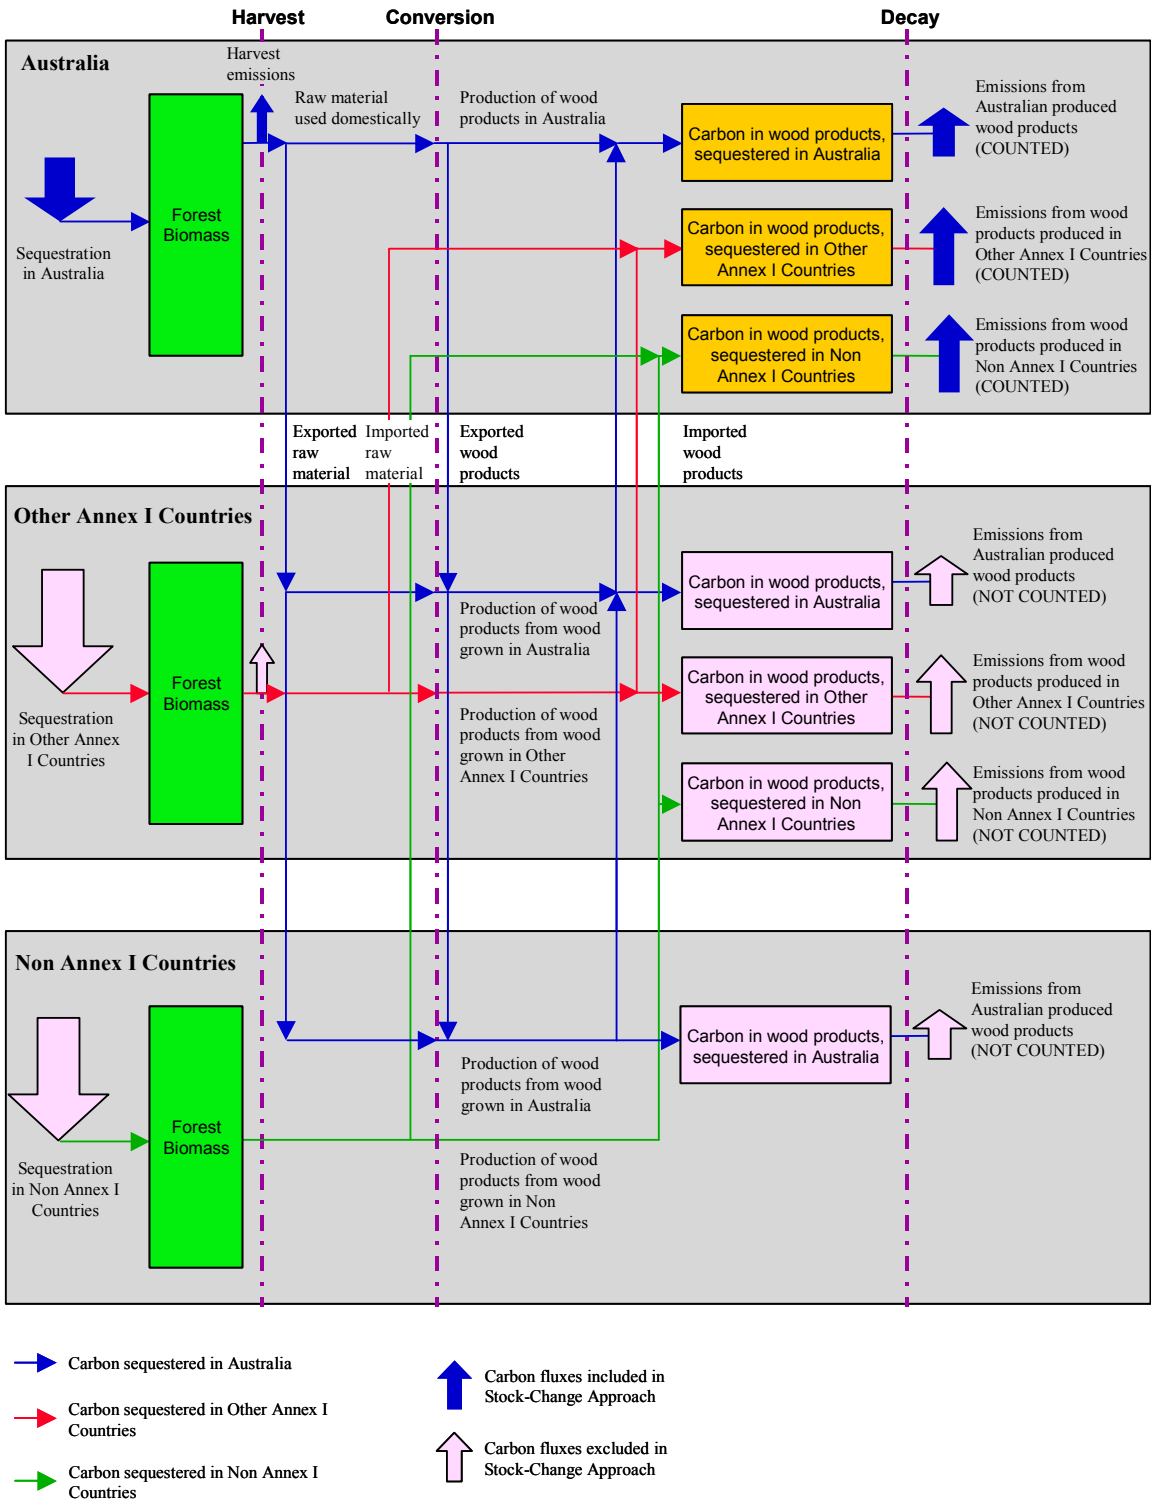 Harvest
Conversion
Decay
Australia
Harvest
emissions
Raw material
used domestically
Production of wood
products in Australia
Carbon in wood products,
sequestered in Australia
Emissions from
Australian produced
wood products
(COUNTED)
Forest
Biomass
Sequestration
in Australia
Carbon in wood products,
sequestered in Other
Annex I Countries
Emissions from wood
products produced in
Other Annex I Countries
(COUNTED)
Carbon in wood products,
sequestered in Non
Annex I Countries
Emissions from wood
products produced in
Non Annex I Countries
(COUNTED)
Exported
raw
material
Imported
raw
material
Exported
wood
products
Imported
wood
products
Other Annex I Countries
Forest
Biomass
Sequestration
in Other Annex
I Countries
Production of wood
products from wood
grown in Australia
Production of wood
products from wood
grown in Other
Annex I Countries
Carbon in wood products,
sequestered in Australia
Emissions from
Australian produced
wood products
(NOT COUNTED)
Carbon in wood products,
sequestered in Other
Annex I Countries
Emissions from wood
products produced in
Other Annex I Countries
(NOT COUNTED)
Carbon in wood products,
sequestered in Non
Annex I Countries
Emissions from wood
products produced in
Non Annex I Countries
(NOT COUNTED)
Non Annex I Countries
Forest
Biomass
Sequestration
in Non Annex I
Countries
Production of wood
products from wood
grown in Australia
Production of wood
products from wood
grown in Non
Annex I Countries
Carbon in wood products,
sequestered in Australia
Emissions from
Australian produced
wood products
(NOT COUNTED)
Carbon sequestered in Australia
Carbon sequestered in Other Annex I
Countries
Carbon sequestered in Non Annex I
Countries
Carbon fluxes included in
Stock-Change Approach
Carbon fluxes excluded in
Stock-Change Approach